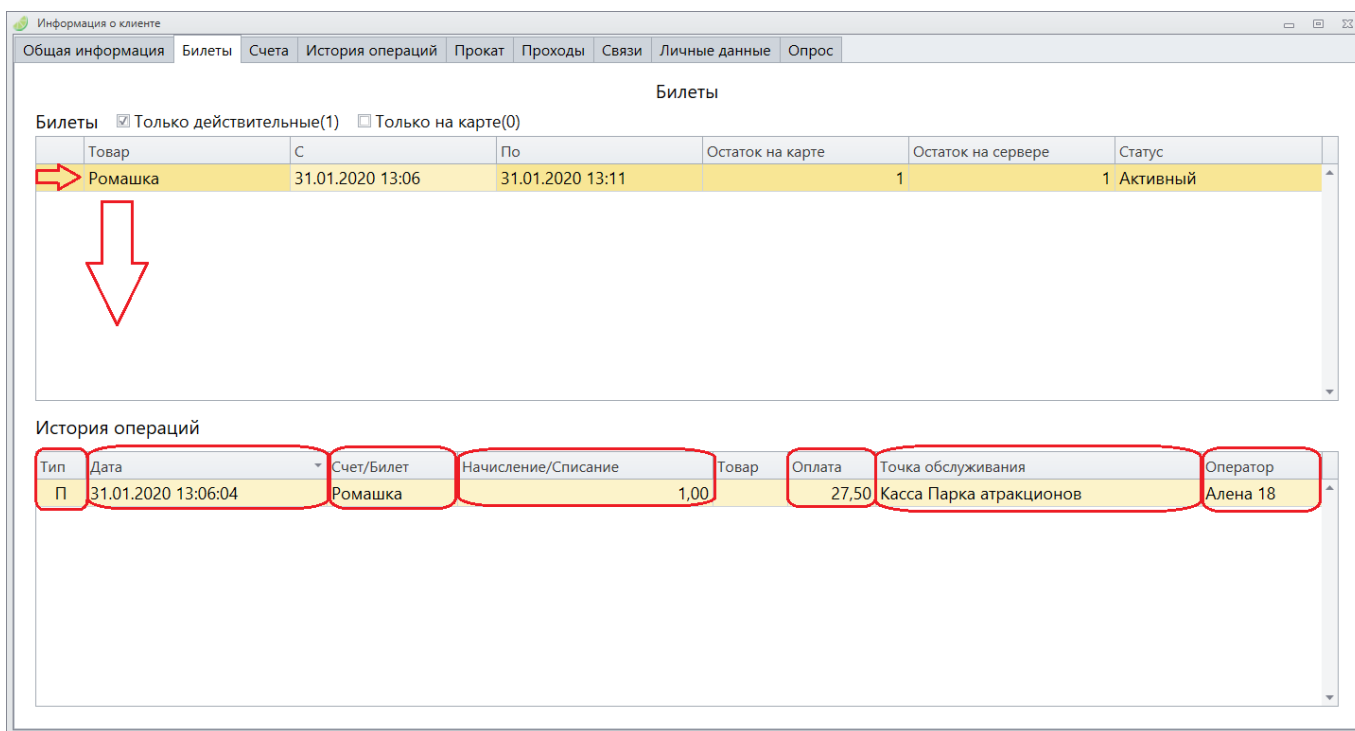 Информация о клиенте
Общая информация Билеты Счета История операций Прокат Проходы Связи Личные данные Опрос
Билеты
Билеты Только действительные(1) Только на карте(0)
Товар С По Остаток на карте Остаток на сервере Статус
Ромашка 31.01.2020 13:06 31.01.2020 13:11 1 1 Активный
История операций
Тип Дата Счет/Билет Начисление/Списание Товар Оплата Точка обслуживания Оператор
П 31.01.2020 13:06:04 Ромашка 1,00 27,50 Касса Парка атракционов Алена 18